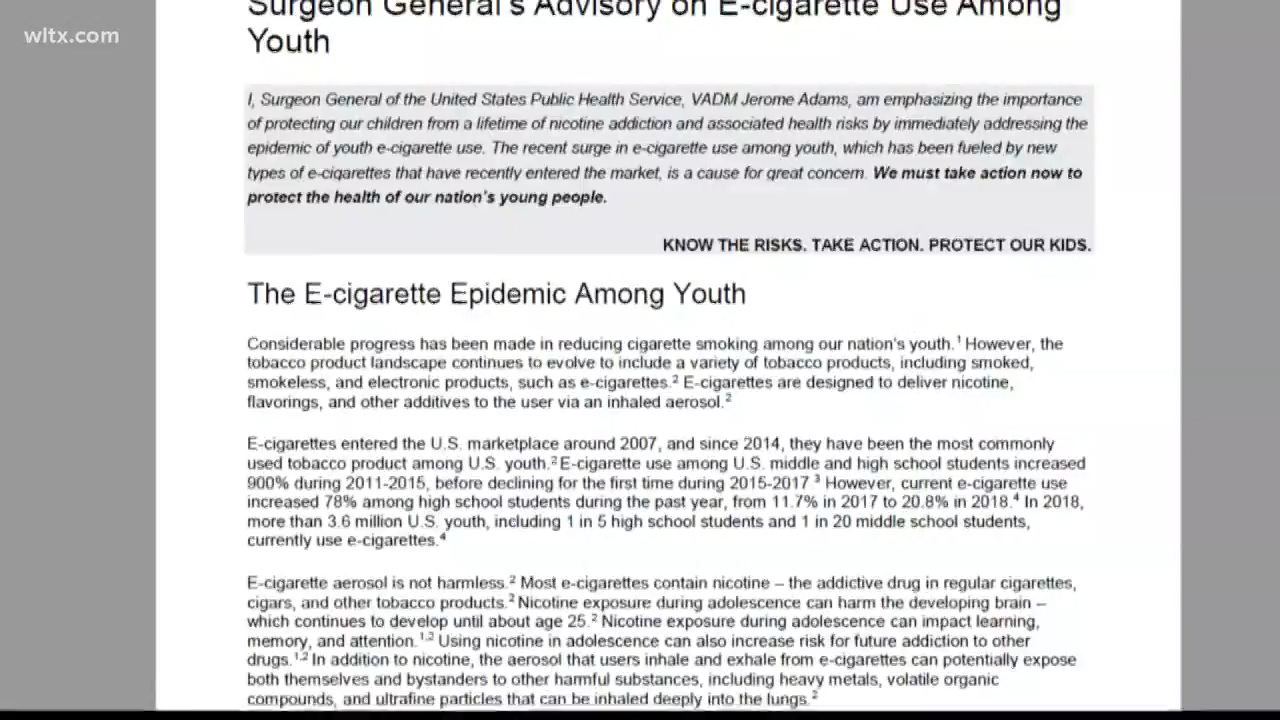 Surgeon General's Advisory on E-cigarette Use Among
wltx.com
Youth
I, Surgeon General of the United States Public Health Service, VADM Jerome Adams, am emphasizing the importance
of protecting our children from a lifetime of nicotine addiction and associated health risks by immediately addressing the
epidemic of youth e-cigarette use. The recent surge in e-cigarette use among youth, which has been fueled by new
types of e-cigarettes that have recently entered the market, is a cause for great concern. We must take action now to
protect the health of our nation's young people.
KNOW THE RISKS. TAKE ACTION. PROTECT OUR KIDS.
The E-cigarette Epidemic Among Youth
Considerable progress has been made in reducing cigarette smoking among our nation's youth.¹ However, the
tobacco product landscape continues to evolve to include a variety of tobacco products, including smoked,
smokeless, and electronic products, such as e-cigarettes.² E-cigarettes are designed to deliver nicotine,
flavorings, and other additives to the user via an inhaled aerosol.²
E-cigarettes entered the U.S. marketplace around 2007, and since 2014, they have been the most commonly
used tobacco product among U.S. youth.² E-cigarette use among U.S. middle and high school students increased
900% during 2011-2015, before declining for the first time during 2015-2017 ³ However, current e-cigarette use
increased 78% among high school students during the past year, from 11.7% in 2017 to 20.8% in 2018.⁴ In 2018,
more than 3.6 million U.S. youth, including 1 in 5 high school students and 1 in 20 middle school students,
currently use e-cigarettes.⁴
E-cigarette aerosol is not harmless.² Most e-cigarettes contain nicotine – the addictive drug in regular cigarettes,
cigars, and other tobacco products.² Nicotine exposure during adolescence can harm the developing brain –
which continues to develop until about age 25.² Nicotine exposure during adolescence can impact learning,
memory, and attention.¹,² Using nicotine in adolescence can also increase risk for future addiction to other
drugs.¹,² In addition to nicotine, the aerosol that users inhale and exhale from e-cigarettes can potentially expose
both themselves and bystanders to other harmful substances, including heavy metals, volatile organic
compounds, and ultrafine particles that can be inhaled deeply into the lungs.²